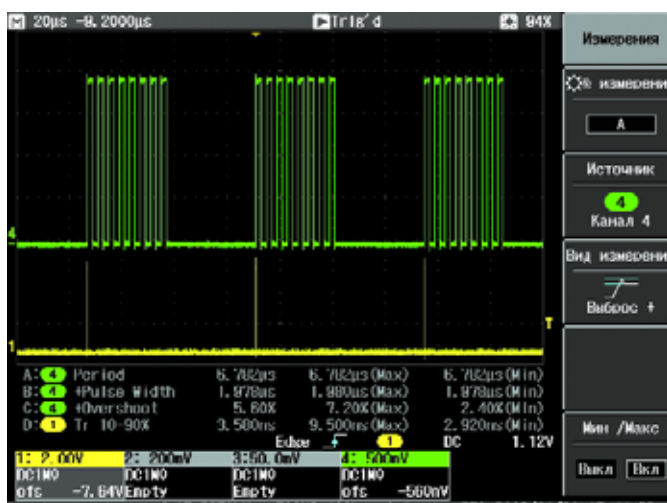 M 20µs -9.2000µs Trig'd 94%
Измерения
измерени
A
Источник
4
Канал 4
Вид измерени
Выброс +
4
T
1
A: 4 Period 6.782µs 6.782µs(Max) 6.782µs(Min)
B: 4 +Pulse Width 1.978µs 1.980µs(Max) 1.978µs(Min)
C: 4 +Overshoot 5.60% 7.20%(Max) 2.40%(Min)
D: 1 Tr 10-90% 3.500ns 9.500ns(Max) 2.920ns(Min)
Edge 1 DC 1.12V
Мин /Макс
Выкл Вкл
1: 2.00V 2: 200mV 3:50.0mV 4: 500mV
DC1MΩ DC1MΩ DC1MΩ DC1MΩ
ofs -7.64V Empty Empty ofs -560mV